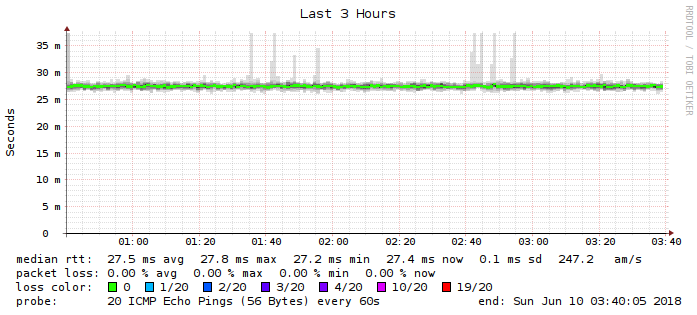 Last 3 Hours
RRDTOOL / TOBI OETIKER
Seconds
35 m
30 m
25 m
20 m
15 m
10 m
5 m
0
01:00 01:20 01:40 02:00 02:20 02:40 03:00 03:20 03:40
median rtt: 27.5 ms avg 27.8 ms max 27.2 ms min 27.4 ms now 0.1 ms sd 247.2 am/s
packet loss: 0.00 % avg 0.00 % max 0.00 % min 0.00 % now
loss color: 0 1/20 2/20 3/20 4/20 10/20 19/20
probe: 20 ICMP Echo Pings (56 Bytes) every 60s end: Sun Jun 10 03:40:05 2018